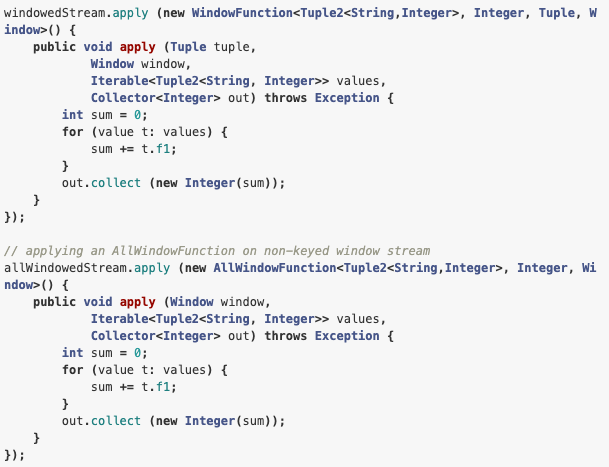 windowedStream.apply (new WindowFunction<Tuple2<String,Integer>, Integer, Tuple, W
indow>() {
    public void apply (Tuple tuple,
            Window window,
            Iterable<Tuple2<String, Integer>> values,
            Collector<Integer> out) throws Exception {
        int sum = 0;
        for (value t: values) {
            sum += t.f1;
        }
        out.collect (new Integer(sum));
    }
});

// applying an AllWindowFunction on non-keyed window stream
allWindowedStream.apply (new AllWindowFunction<Tuple2<String,Integer>, Integer, Wi
ndow>() {
    public void apply (Window window,
            Iterable<Tuple2<String, Integer>> values,
            Collector<Integer> out) throws Exception {
        int sum = 0;
        for (value t: values) {
            sum += t.f1;
        }
        out.collect (new Integer(sum));
    }
});